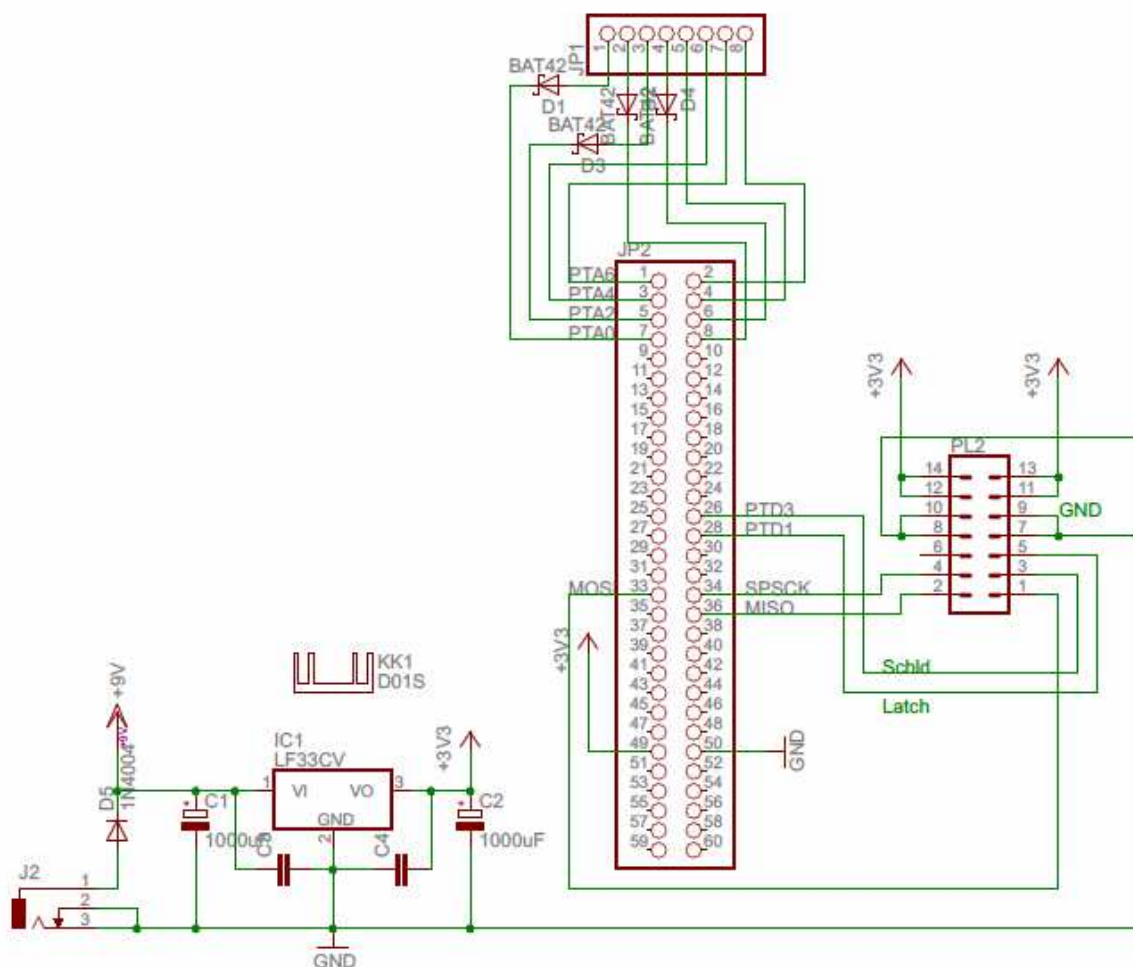 JP1
1 2 3 4 5 6 7 8
BAT42
D1
BAT42
D3
BAT42
BAT42
D4
JP2
PTA6 1 2
PTA4 3 4
PTA2 5 6
PTA0 7 8
9 10
11 12
13 14
15 16
17 18
19 20
21 22
23 24
25 26 PTD3
27 28 PTD1
29 30
31 32
MOSI 33 34 SPSCK
35 36 MISO
37 38
39 40
41 42
43 44
45 46
47 48
49 50
51 52
53 54
55 56
57 58
59 60
+3V3
GND
+3V3
+3V3
PL2
14 13
12 11
10 9
8 7
6 5
4 3
2 1
GND
Schld
Latch
KK1
D01S
+9V
+9V
D5
1N4004
IC1
LF33CV
1 VI VO 3
GND
2
+3V3
C1
1000uF
C3
C4
C2
1000uF
J2
1
2
3
GND